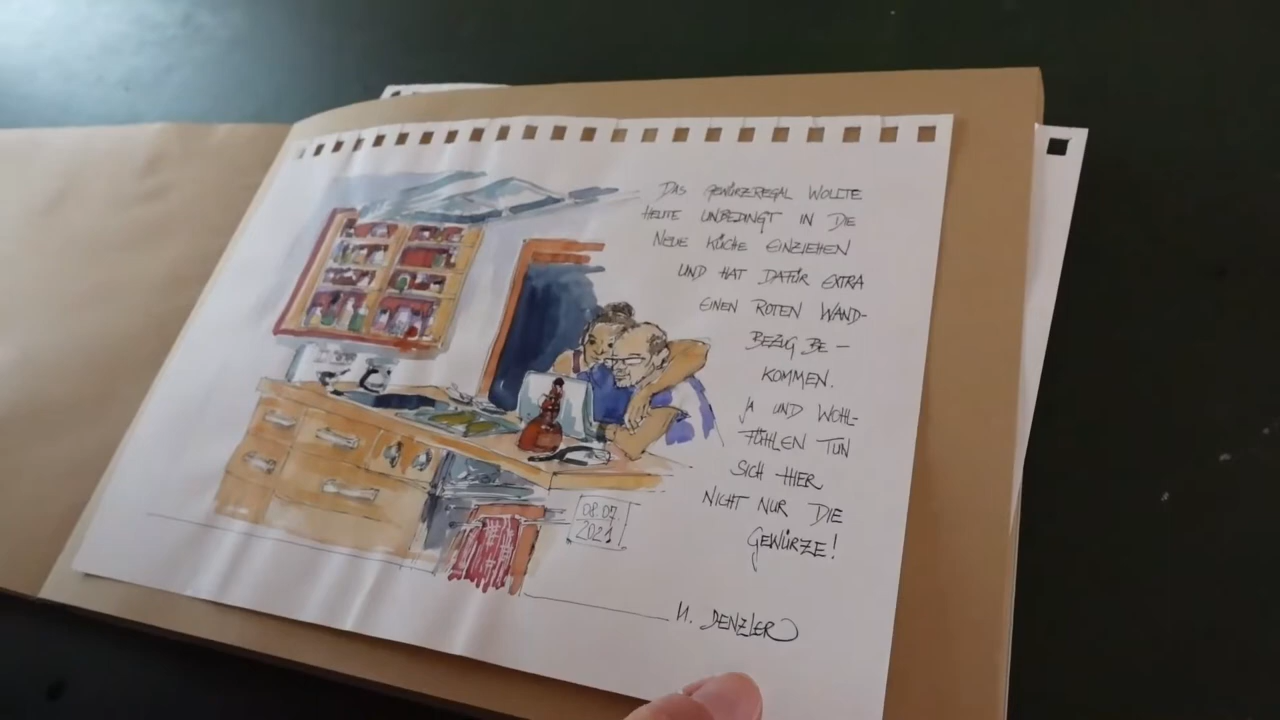 DAS GEWÜRZREGAL WOLLTE
HEUTE UNBEDINGT IN DIE
NEUE KÜCHE EINZIEHEN
UND HAT DAFÜR EXTRA
EINEN ROTEN WAND-
BEZUG BE-
KOMMEN.
JA UND WOHL-
FÜHLEN TUN
SICH HIER
NICHT NUR DIE
GEWÜRZE!
08.07.
2021
H. DENZLER